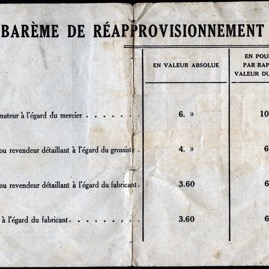 BARÈME DE RÉAPPROVISIONNEMENT
EN VALEUR ABSOLUE
EN POU
PAR RAP
VALEUR DU
mateur à l'égard du mercier . . . . . . . 6. » 10
ou revendeur détaillant à l'égard du grossiste. 4. » 6
ou revendeur détaillant à l'égard du fabricant. 3.60 6
à l'égard du fabricant . . . . . . . . 3.60 6